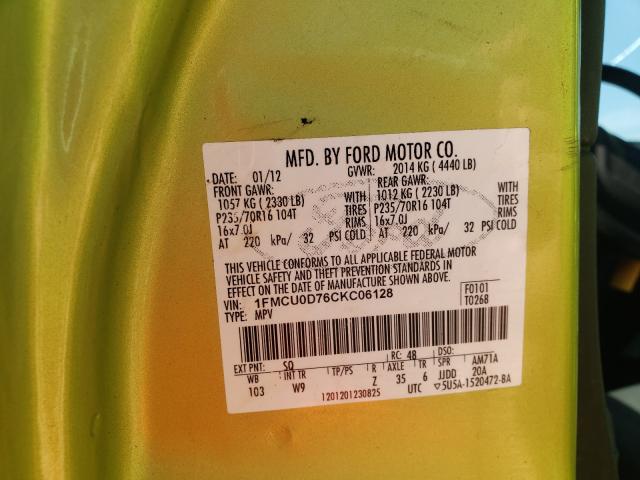 MFD. BY FORD MOTOR CO.
DATE: 01/12 GVWR: 2014 KG ( 4440 LB)
FRONT GAWR: REAR GAWR:
1057 KG ( 2330 LB) WITH 1012 KG ( 2230 LB) WITH
P235/70R16 104T TIRES P235/70R16 104T TIRES
16x7.0J RIMS 16x7.0J RIMS
AT 220 kPa/ 32 PSI COLD AT 220 kPa/ 32 PSI COLD
THIS VEHICLE CONFORMS TO ALL APPLICABLE FEDERAL MOTOR
VEHICLE SAFETY AND THEFT PREVENTION STANDARDS IN
EFFECT ON THE DATE OF MANUFACTURE SHOWN ABOVE.
VIN: 1FMCU0D76CKC06128 F0101
TYPE: MPV T0268
EXT PNT: SQ RC: 48 DSO:
WB INT TR TP/PS R AXLE TR SPR AM71A
103 W9 Z 35 6 JJDD 20A
1201201230825 UTC ▽5U5A-1520472-BA